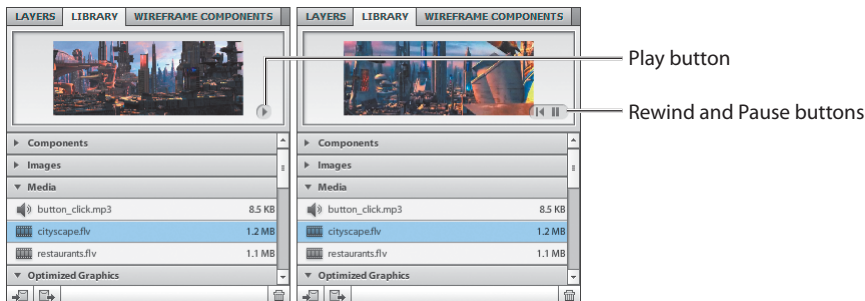 LAYERS LIBRARY WIREFRAME COMPONENTS
Components
Images
Media
button_click.mp3 8.5 KB
cityscape.flv 1.2 MB
restaurants.flv 1.1 MB
Optimized Graphics
LAYERS LIBRARY WIREFRAME COMPONENTS
Components
Images
Media
button_click.mp3 8.5 KB
cityscape.flv 1.2 MB
restaurants.flv 1.1 MB
Optimized Graphics
Play button
Rewind and Pause buttons